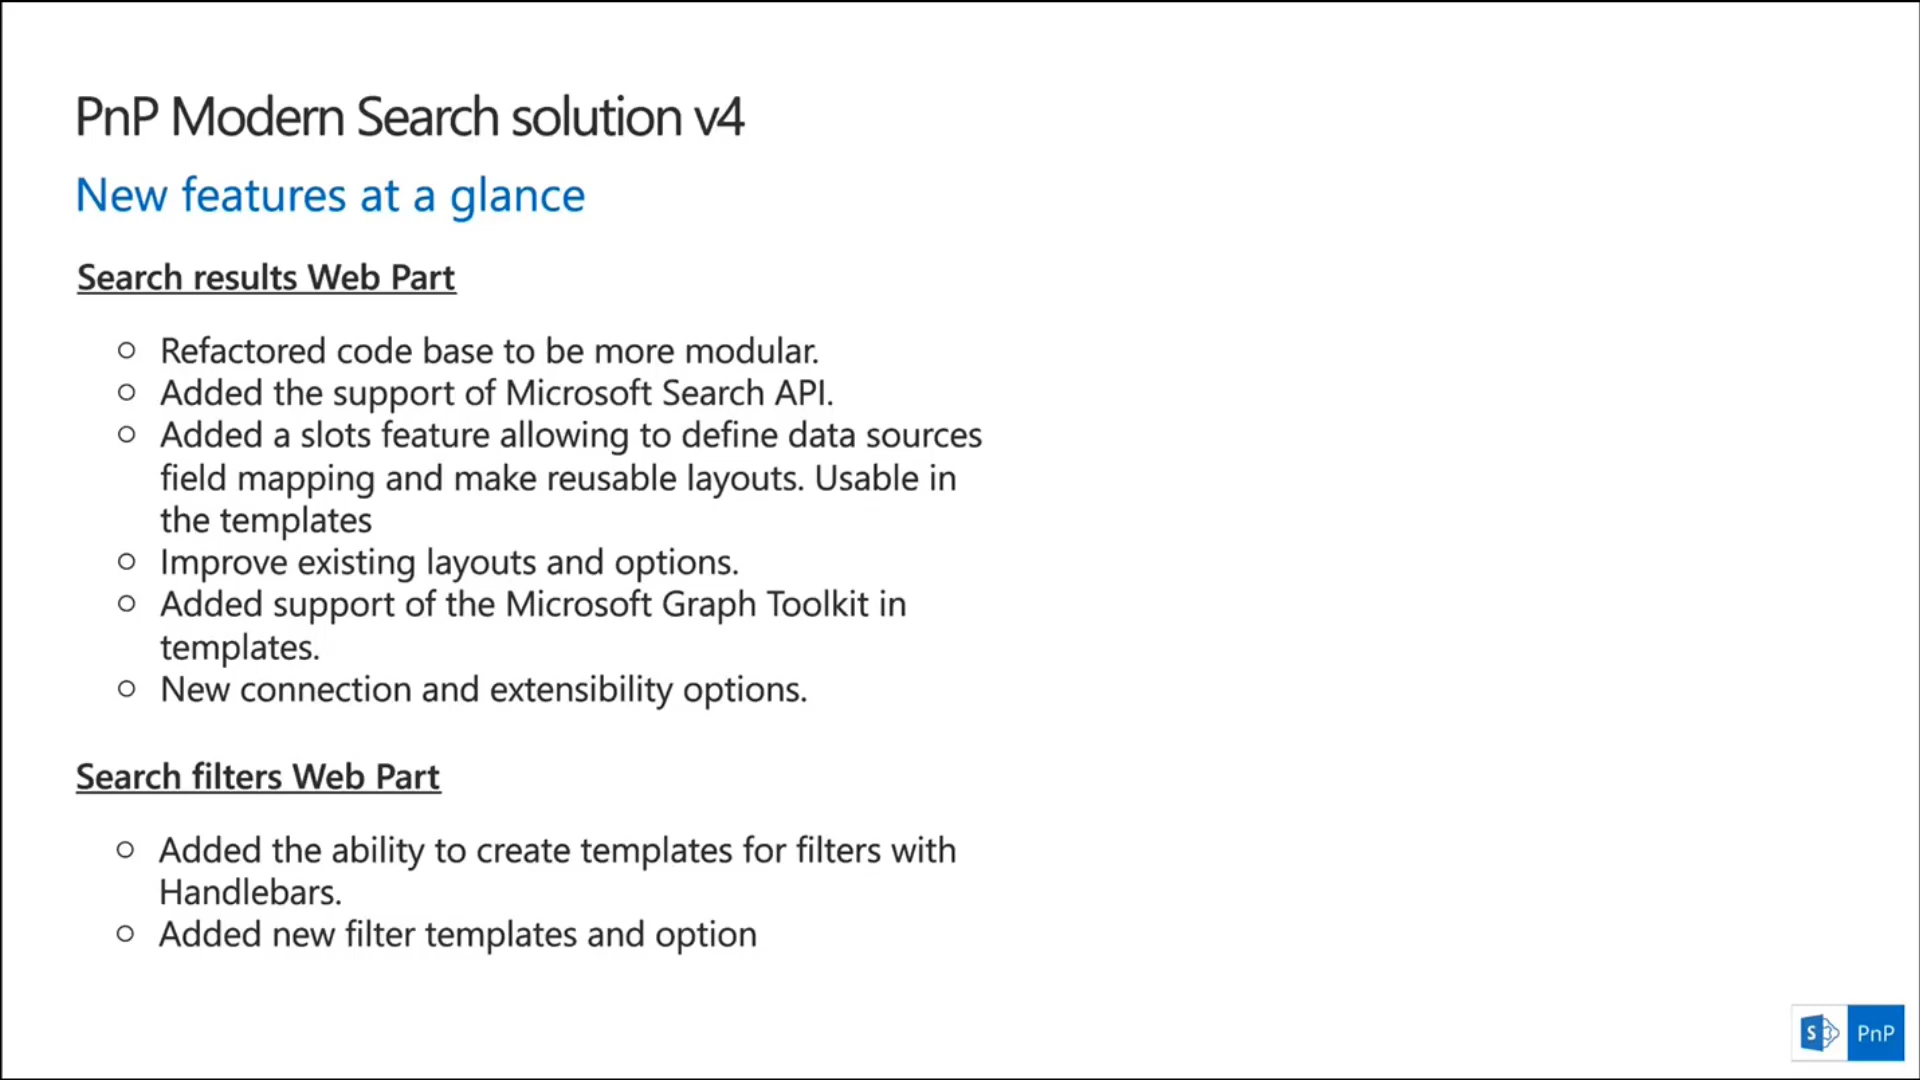 PnP Modern Search solution v4
New features at a glance
Search results Web Part
○ Refactored code base to be more modular.
○ Added the support of Microsoft Search API.
○ Added a slots feature allowing to define data sources
field mapping and make reusable layouts. Usable in
the templates
○ Improve existing layouts and options.
○ Added support of the Microsoft Graph Toolkit in
templates.
○ New connection and extensibility options.
Search filters Web Part
○ Added the ability to create templates for filters with
Handlebars.
○ Added new filter templates and option
S PnP